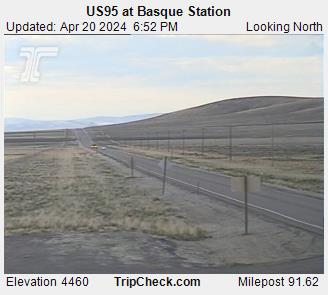 US95 at Basque Station
Updated: Apr 20 2024 6:52 PM Looking North
Elevation 4460 TripCheck.com Milepost 91.62